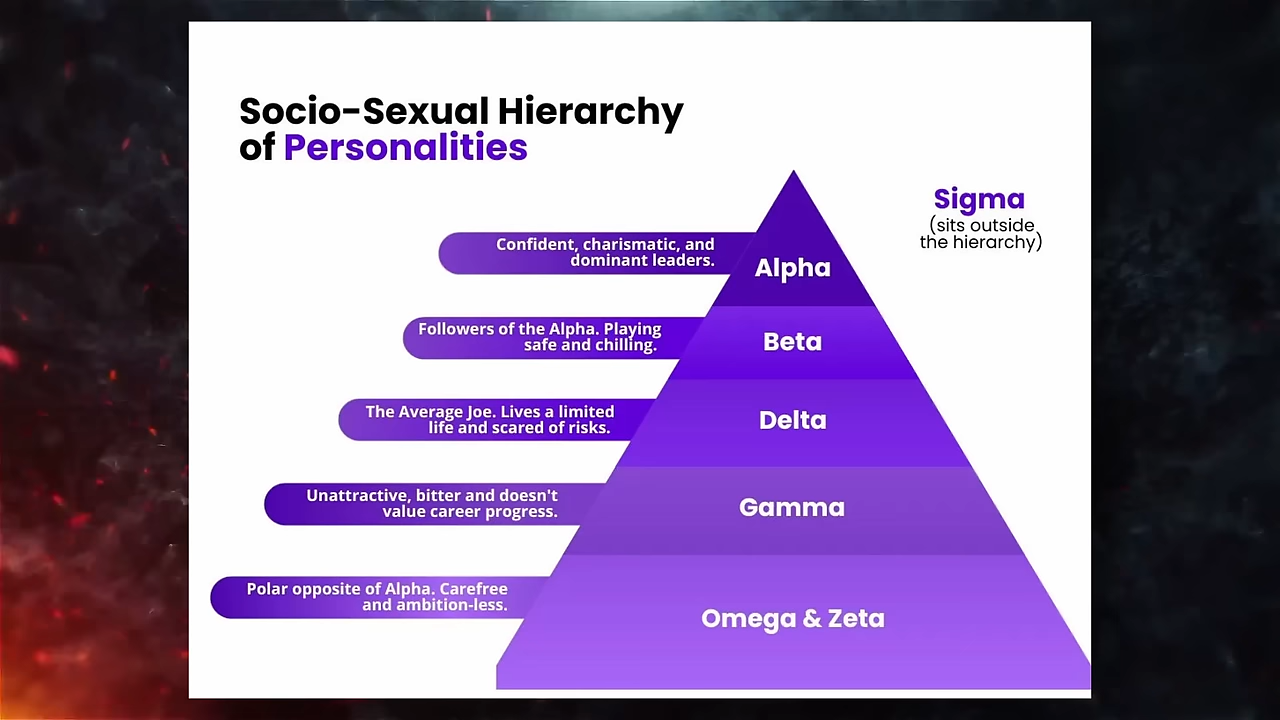 Socio-Sexual Hierarchy
of Personalities
Sigma
(sits outside
the hierarchy)
Confident, charismatic, and
dominant leaders.
Alpha
Followers of the Alpha. Playing
safe and chilling.
Beta
The Average Joe. Lives a limited
life and scared of risks.
Delta
Unattractive, bitter and doesn't
value career progress.
Gamma
Polar opposite of Alpha. Carefree
and ambition-less.
Omega & Zeta